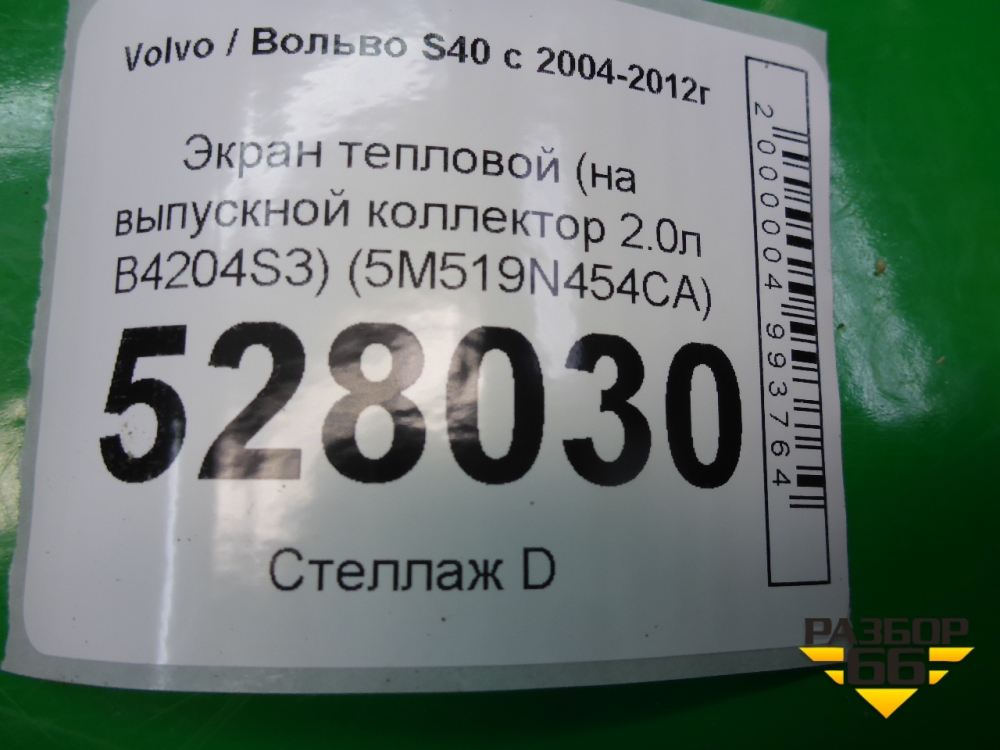 Volvo / Вольво S40 с 2004-2012г
Экран тепловой (на
выпускной коллектор 2.0л
B4204S3) (5M519N454CA)
528030
Стеллаж D
2000004993764
РАЗБОР
66